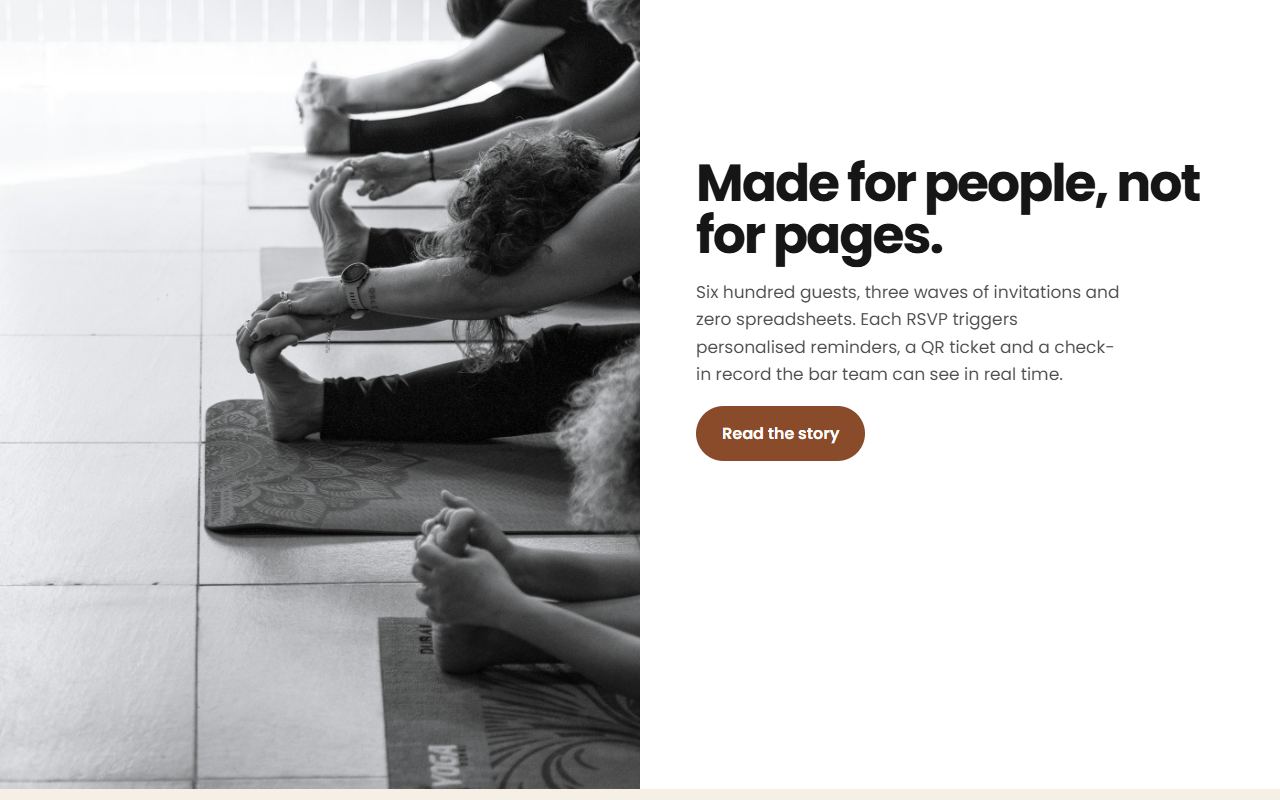 Made for people, not
for pages.
Six hundred guests, three waves of invitations and
zero spreadsheets. Each RSVP triggers
personalised reminders, a QR ticket and a check-
in record the bar team can see in real time.
Read the story
DUBAI
YOGA